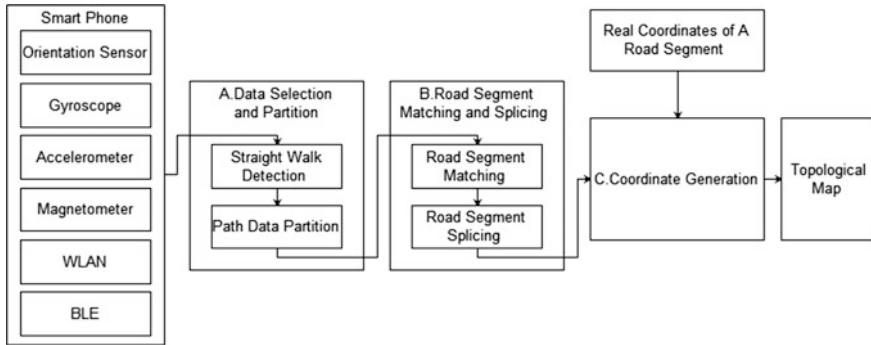 Smart Phone
Orientation Sensor
Gyroscope
Accelerometer
Magnetometer
WLAN
BLE
A.Data Selection
and Partition
Straight Walk
Detection
Path Data Partition
B.Road Segment
Matching and Splicing
Road Segment
Matching
Road Segment
Splicing
Real Coordinates of A
Road Segment
C.Coordinate Generation
Topological
Map